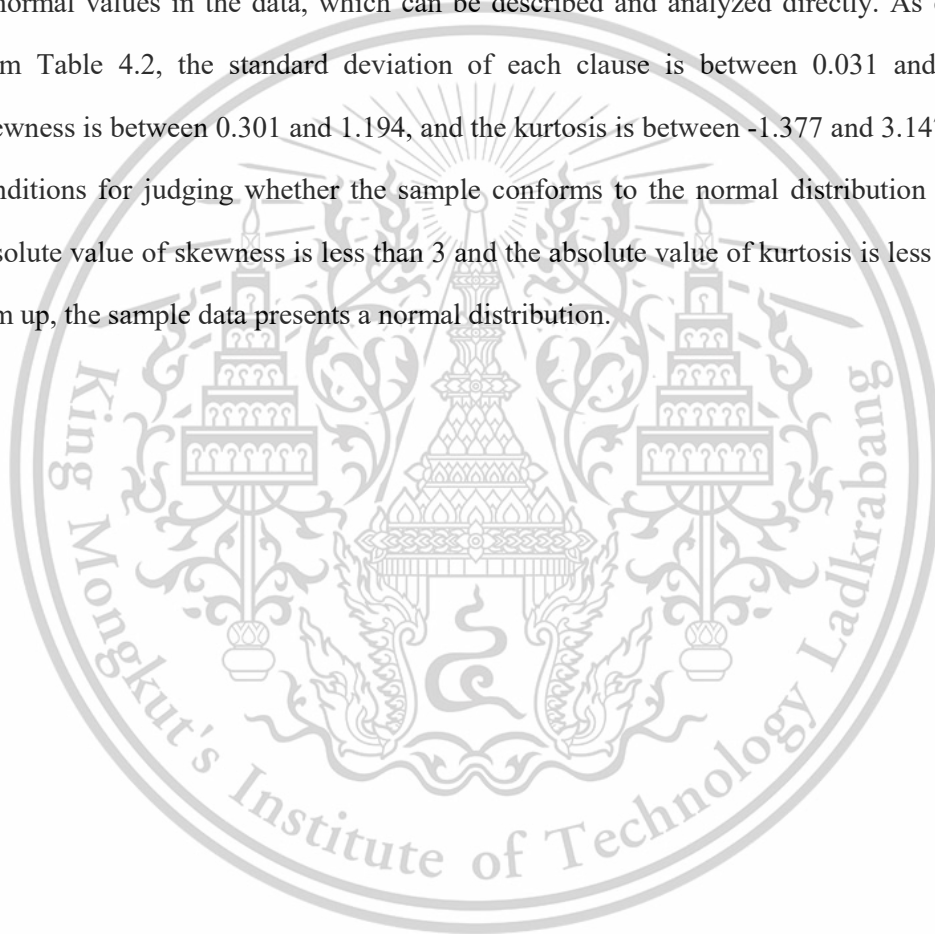 normal values in the data, which can be described and analyzed directly. As
m Table 4.2, the standard deviation of each clause is between 0.031 and
ewness is between 0.301 and 1.194, and the kurtosis is between -1.377 and 3.14
nditions for judging whether the sample conforms to the normal distribution
solute value of skewness is less than 3 and the absolute value of kurtosis is less
m up, the sample data presents a normal distribution.
King Mongkut's Institute of Technology Ladkrabang